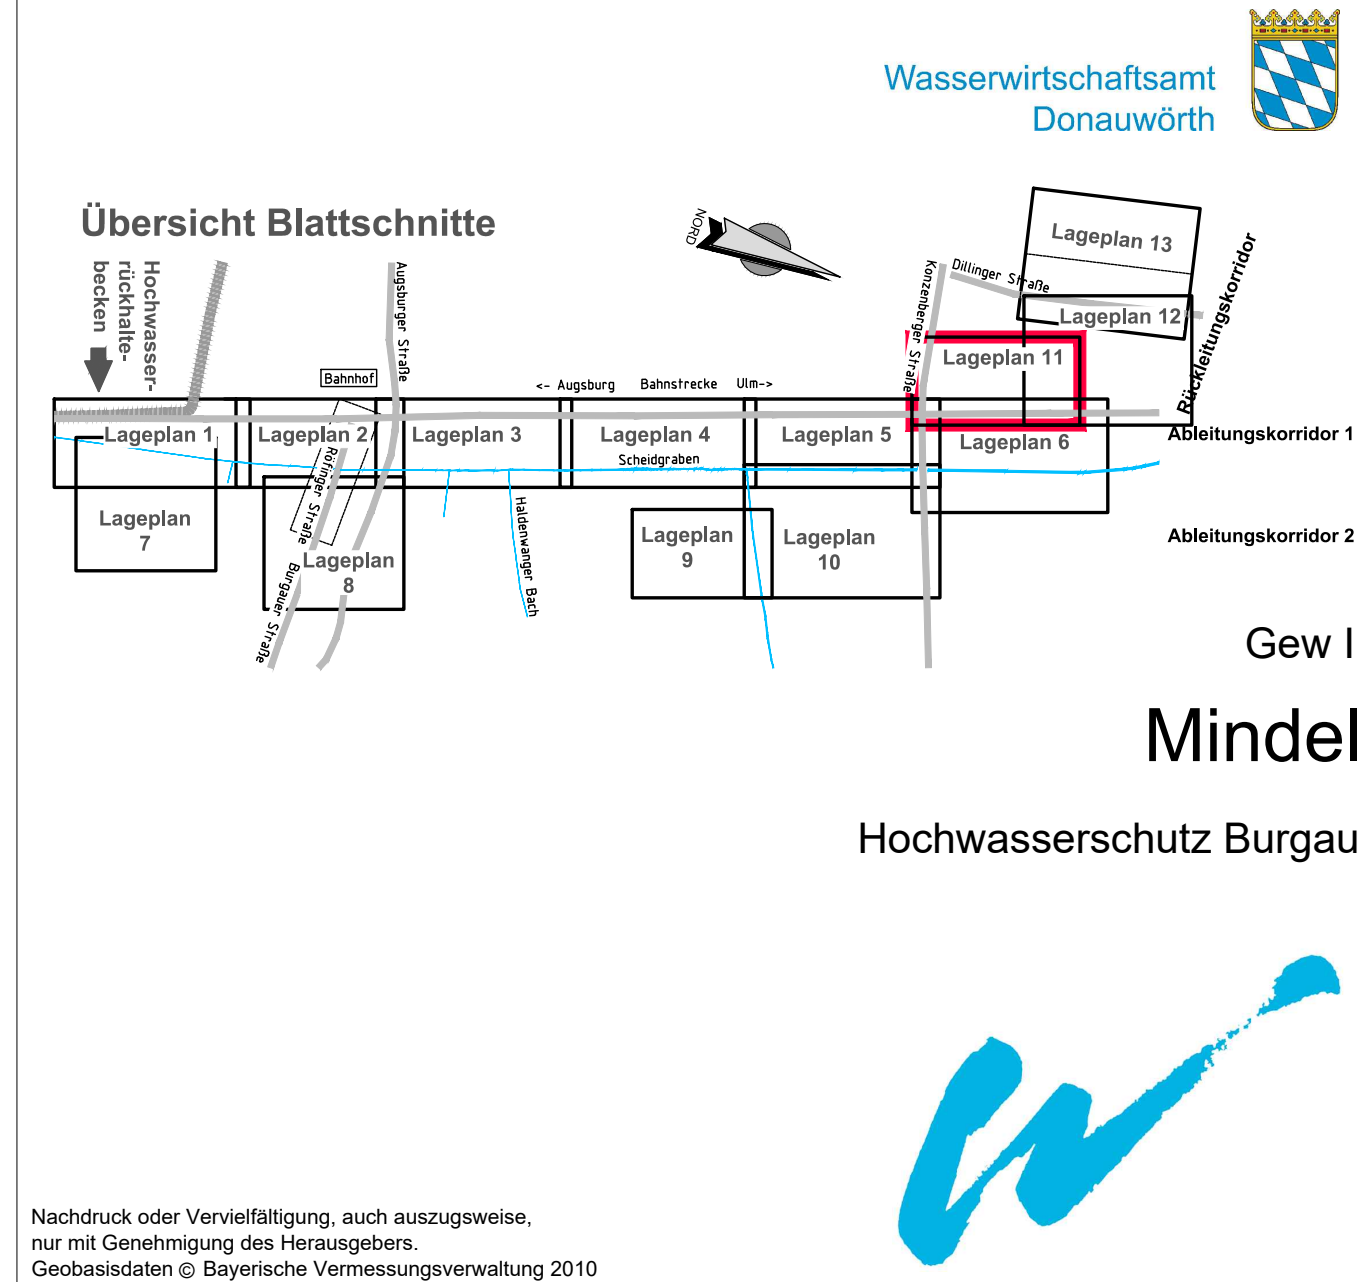 Wasserwirtschaftsamt
Donauwörth
Übersicht Blattschnitte
NORD
Hochwasser-
rückhalte-
becken
Augsburger Straße
Bahnhof
<- Augsburg Bahnstrecke Ulm->
Konzenberger Straße
Dillinger Straße
Lageplan 13
Lageplan 12
Rückleitungskorridor
Lageplan 11
Lageplan 1
Lageplan 2
Lageplan 3
Lageplan 4
Lageplan 5
Lageplan 6
Ableitungskorridor 1
Scheidgraben
Röfinger Straße
Haldenwanger Bach
Lageplan
7
Lageplan
8
Burgauer Straße
Lageplan
9
Lageplan
10
Ableitungskorridor 2
Gew I
Mindel
Hochwasserschutz Burgau
Nachdruck oder Vervielfältigung, auch auszugsweise,
nur mit Genehmigung des Herausgebers.
Geobasisdaten © Bayerische Vermessungsverwaltung 2010